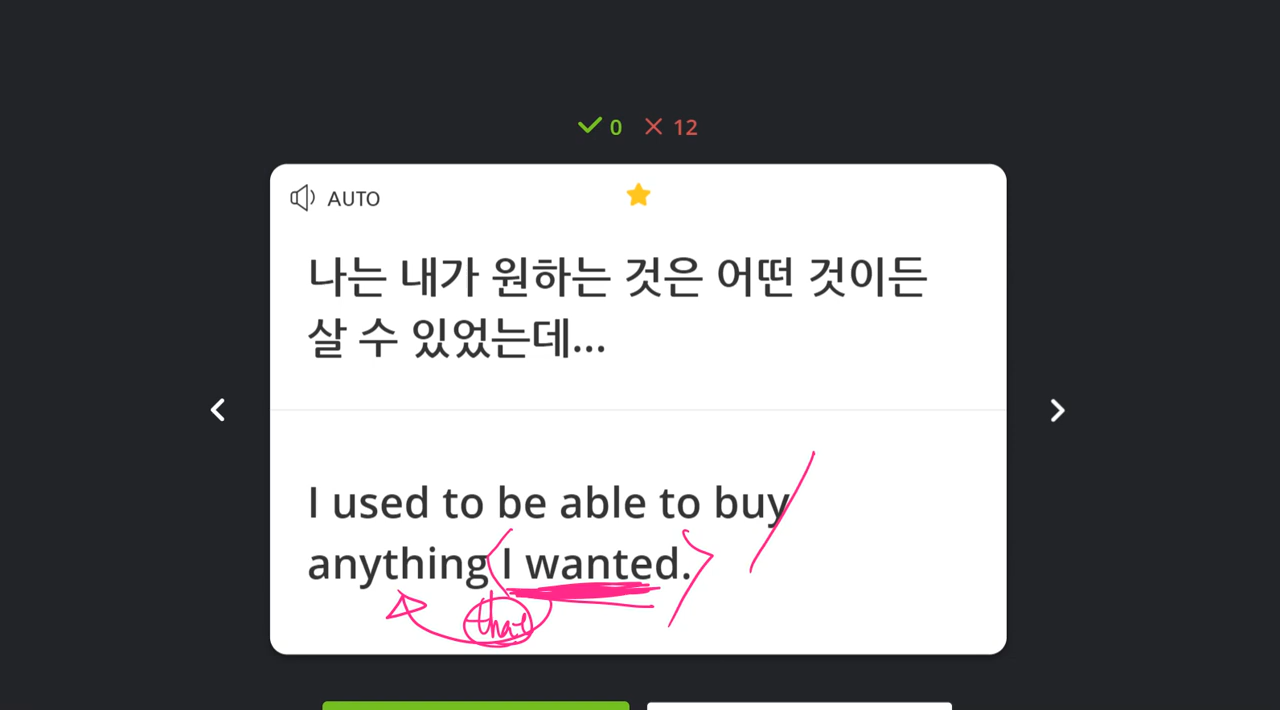 0 12
AUTO
나는 내가 원하는 것은 어떤 것이든
살 수 있었는데...
I used to be able to buy
anything I wanted.
that